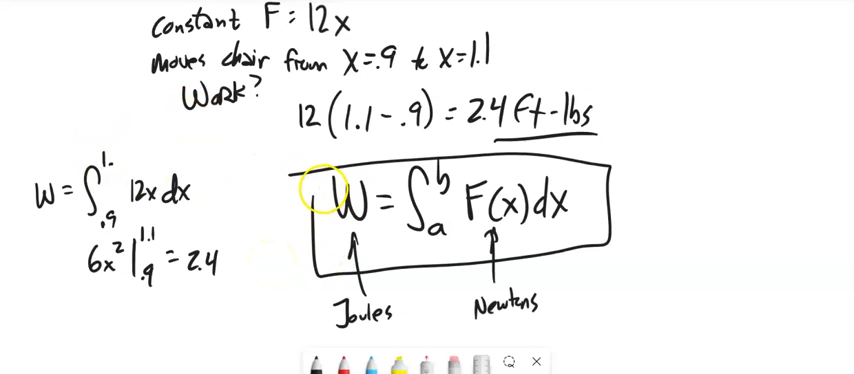 Constant F = 12x
Moves chair from x=.9 to x=1.1
Work?
12(1.1-.9) = 2.4 ft-lbs
W = ∫_a^b F(x)dx
Joules Newtons
W = ∫_.9^1. 12x dx
6x²|_.9^1.1 = 2.4